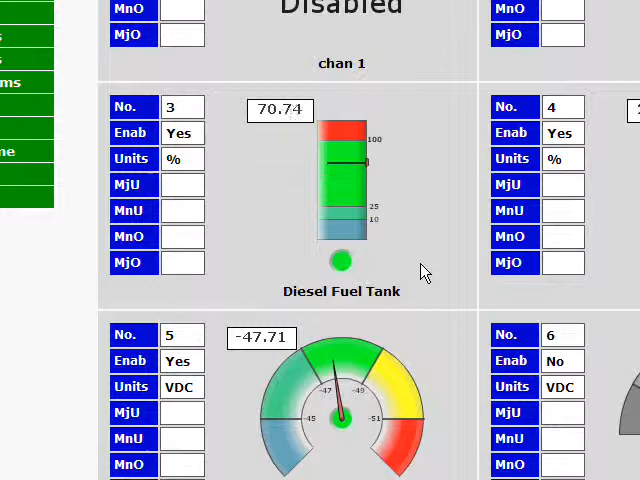 Disabled
MnO
MjO
chan 1
s
s
ms
me
No. 3
Enab Yes
Units %
MjU
MnU
MnO
MjO
70.74
100
25
10
Diesel Fuel Tank
No. 4
Enab Yes
Units %
MjU
MnU
MnO
MjO
No. 5
Enab Yes
Units VDC
MjU
MnU
MnO
-47.71
-47
-49
-45
-51
No. 6
Enab No
Units VDC
MjU
MnU
MnO